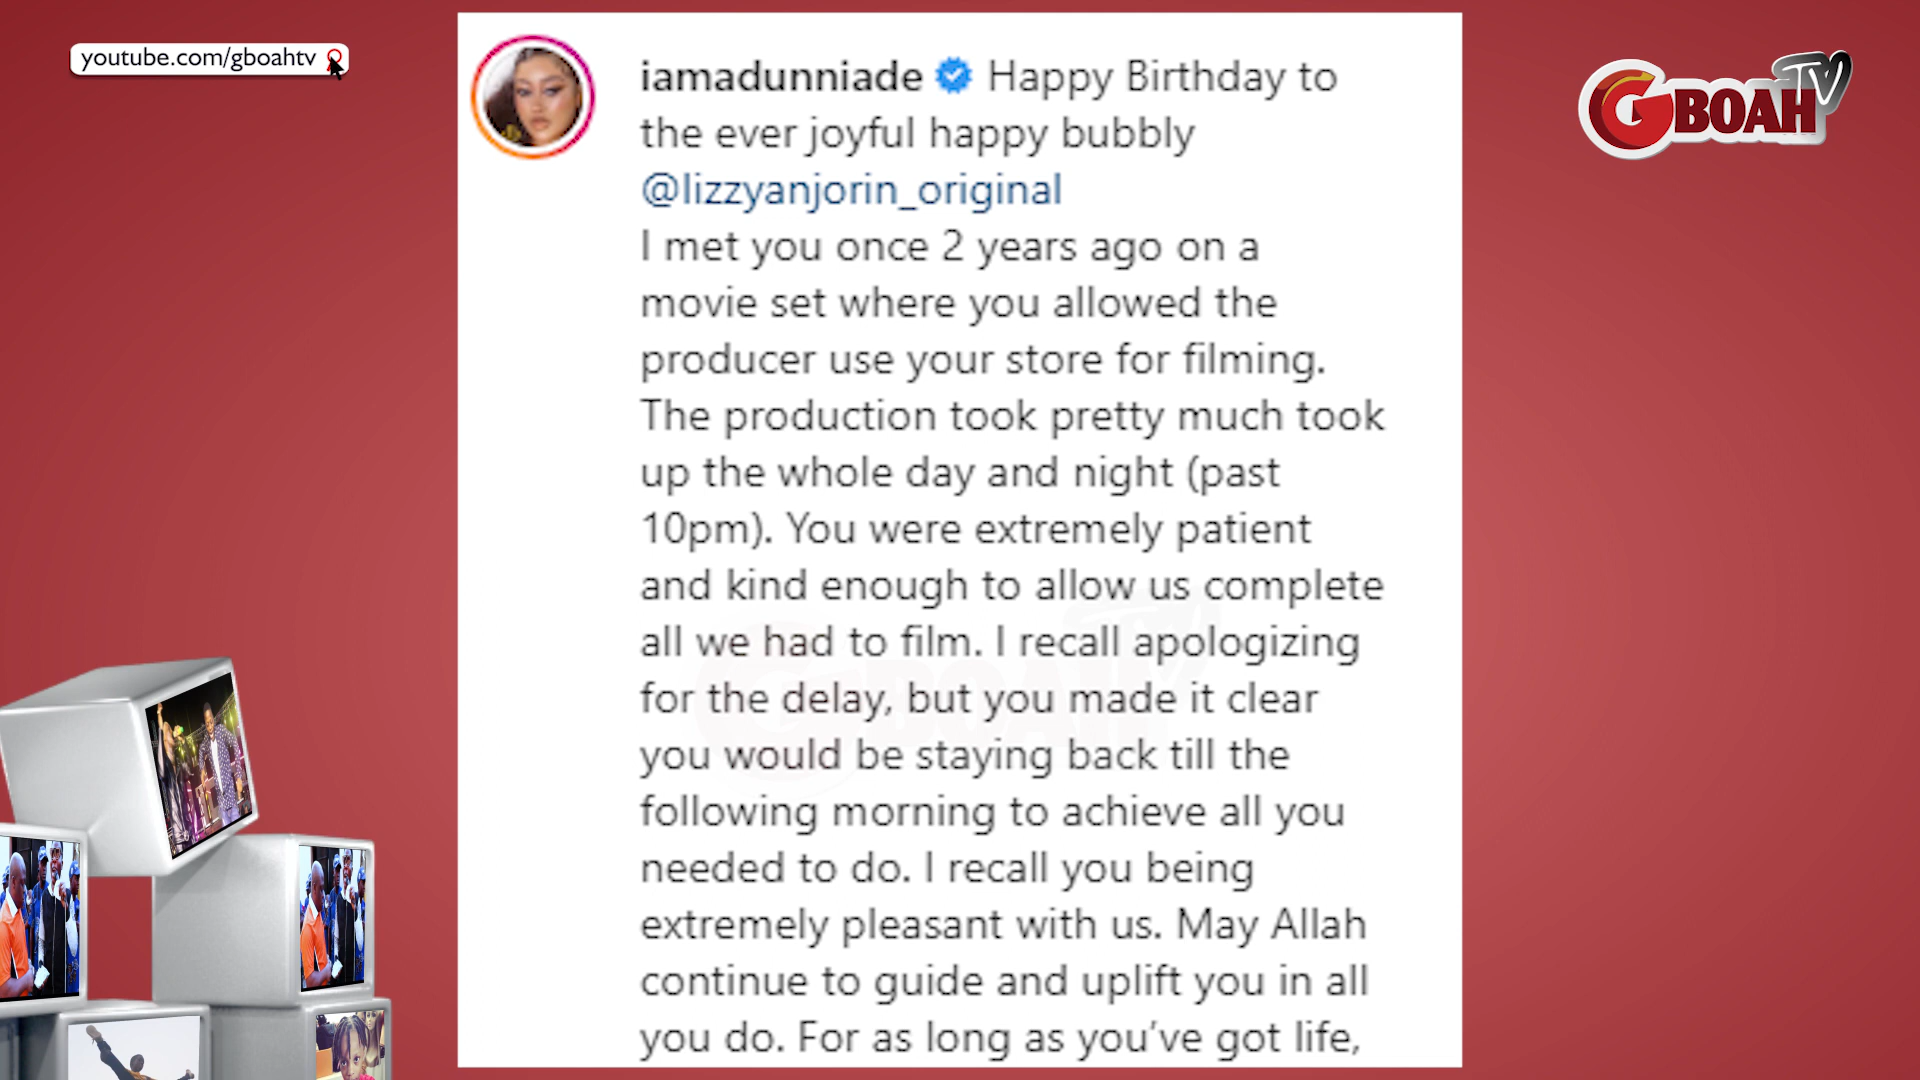 youtube.com/gboahtv
GBOAH TV
iamadunniade Happy Birthday to
the ever joyful happy bubbly
@lizzyanjorin_original
I met you once 2 years ago on a
movie set where you allowed the
producer use your store for filming.
The production took pretty much took
up the whole day and night (past
10pm). You were extremely patient
and kind enough to allow us complete
all we had to film. I recall apologizing
for the delay, but you made it clear
you would be staying back till the
following morning to achieve all you
needed to do. I recall you being
extremely pleasant with us. May Allah
continue to guide and uplift you in all
you do. For as long as you’ve got life,
GBOAH TV